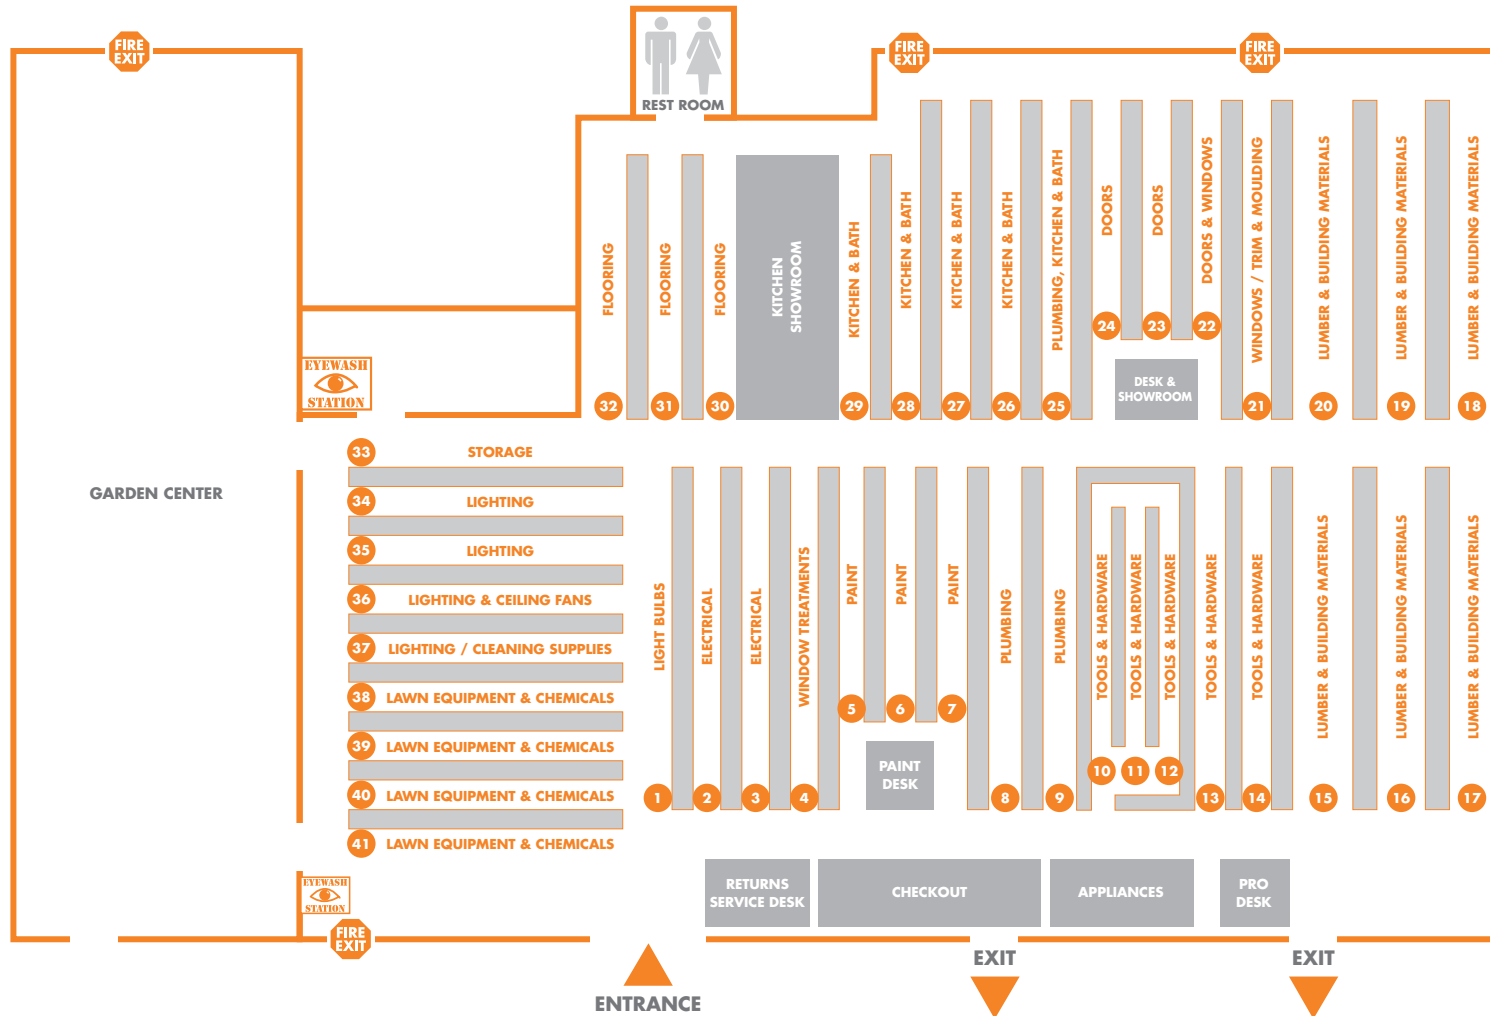 FIRE
EXIT
FIRE
EXIT
FIRE
EXIT
REST ROOM
FLOORING
FLOORING
FLOORING
KITCHEN
SHOWROOM
KITCHEN & BATH
KITCHEN & BATH
KITCHEN & BATH
KITCHEN & BATH
PLUMBING, KITCHEN & BATH
DOORS
DOORS
DOORS & WINDOWS
WINDOWS / TRIM & MOULDING
LUMBER & BUILDING MATERIALS
LUMBER & BUILDING MATERIALS
LUMBER & BUILDING MATERIALS
24
23
22
DESK &
SHOWROOM
EYEWASH
STATION
32
31
30
29
28
27
26
25
21
20
19
18
GARDEN CENTER
33
STORAGE
34
LIGHTING
35
LIGHTING
36
LIGHTING & CEILING FANS
37
LIGHTING / CLEANING SUPPLIES
38
LAWN EQUIPMENT & CHEMICALS
39
LAWN EQUIPMENT & CHEMICALS
40
LAWN EQUIPMENT & CHEMICALS
41
LAWN EQUIPMENT & CHEMICALS
LIGHT BULBS
ELECTRICAL
ELECTRICAL
WINDOW TREATMENTS
PAINT
PAINT
PAINT
PLUMBING
PLUMBING
TOOLS & HARDWARE
TOOLS & HARDWARE
TOOLS & HARDWARE
TOOLS & HARDWARE
TOOLS & HARDWARE
LUMBER & BUILDING MATERIALS
LUMBER & BUILDING MATERIALS
LUMBER & BUILDING MATERIALS
5
6
7
PAINT
DESK
10
11
12
1
2
3
4
8
9
13
14
15
16
17
RETURNS
SERVICE DESK
CHECKOUT
APPLIANCES
PRO
DESK
EYEWASH
STATION
FIRE
EXIT
ENTRANCE
EXIT
EXIT